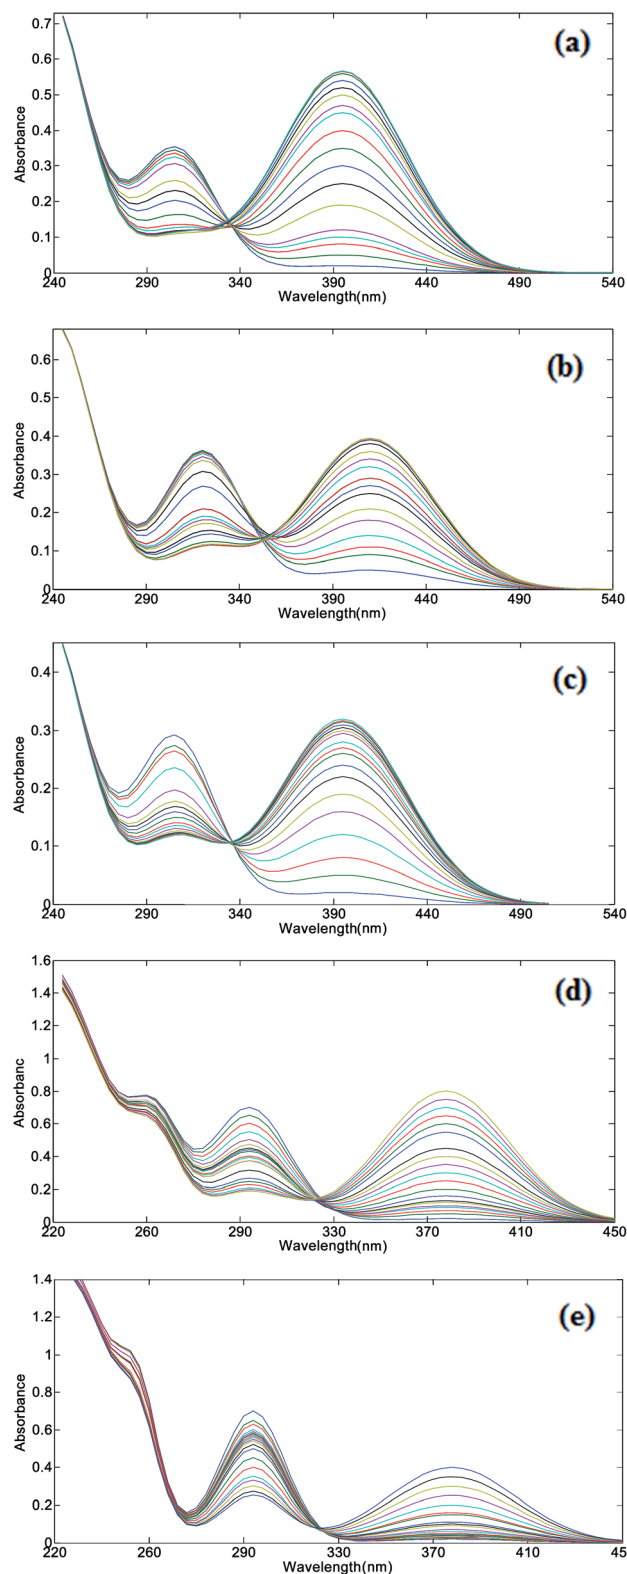 (a)
0.7
0.6
0.5
0.4
0.3
0.2
0.1
0
Absorbance
240 290 340 390 440 490 540
Wavelength(nm)
(b)
0.6
0.5
0.4
0.3
0.2
0.1
0
Absorbance
240 290 340 390 440 490 540
Wavelength(nm)
(c)
0.4
0.3
0.2
0.1
0
Absorbance
240 290 340 390 440 490 540
Wavelength(nm)
(d)
1.6
1.4
1.2
1
0.8
0.6
0.4
0.2
0
Absorbanc
220 260 290 330 370 410 450
Wavelength(nm)
(e)
1.4
1.2
1
0.8
0.6
0.4
0.2
0
Absorbance
220 260 290 330 370 410 45
Wavelength(nm)